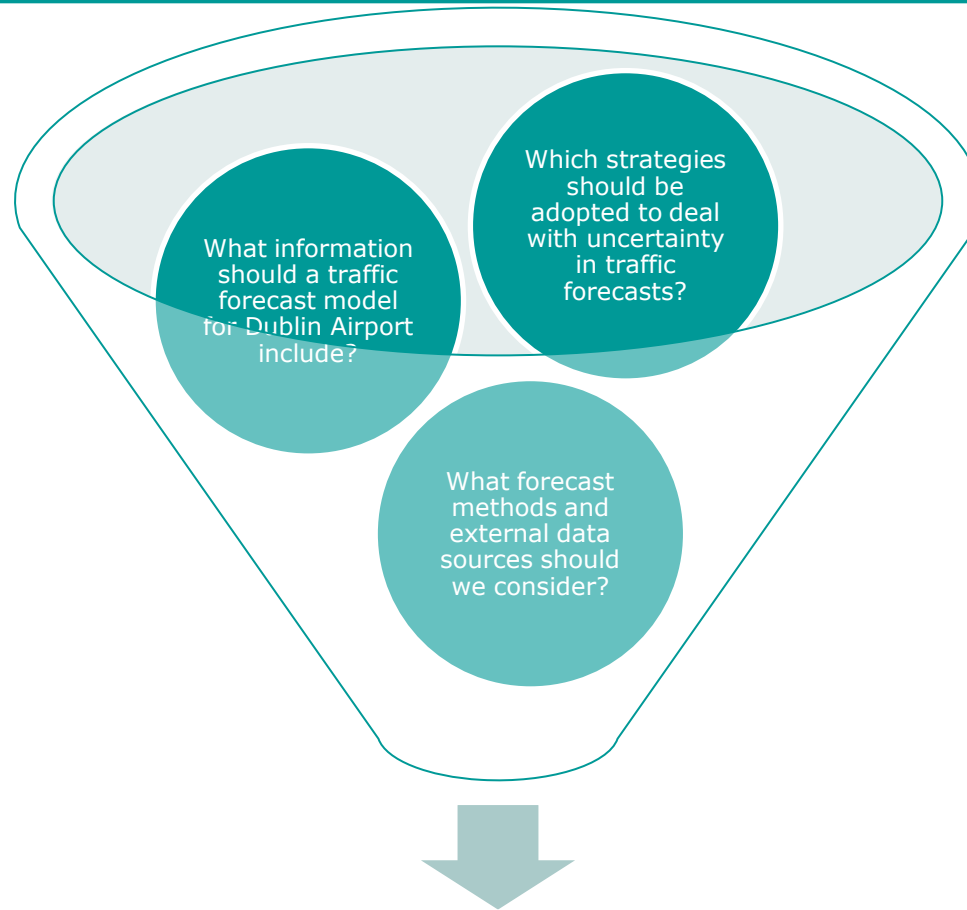 Which strategies
should be
adopted to deal
with uncertainty
in traffic
forecasts?
What information
should a traffic
forecast model
for Dublin Airport
include?
What forecast
methods and
external data
sources should
we consider?